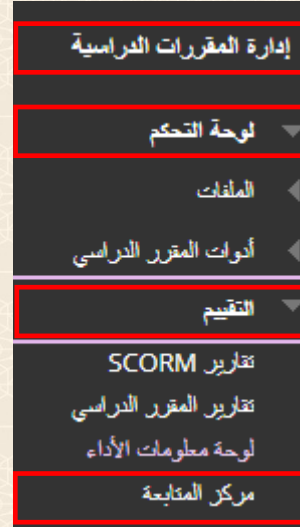 إدارة المقررات الدراسية
لوحة التحكم
الملفات
أدوات المقرر الدراسي
التقييم
تقارير SCORM
تقارير المقرر الدراسي
لوحة معلومات الأداء
مركز المتابعة